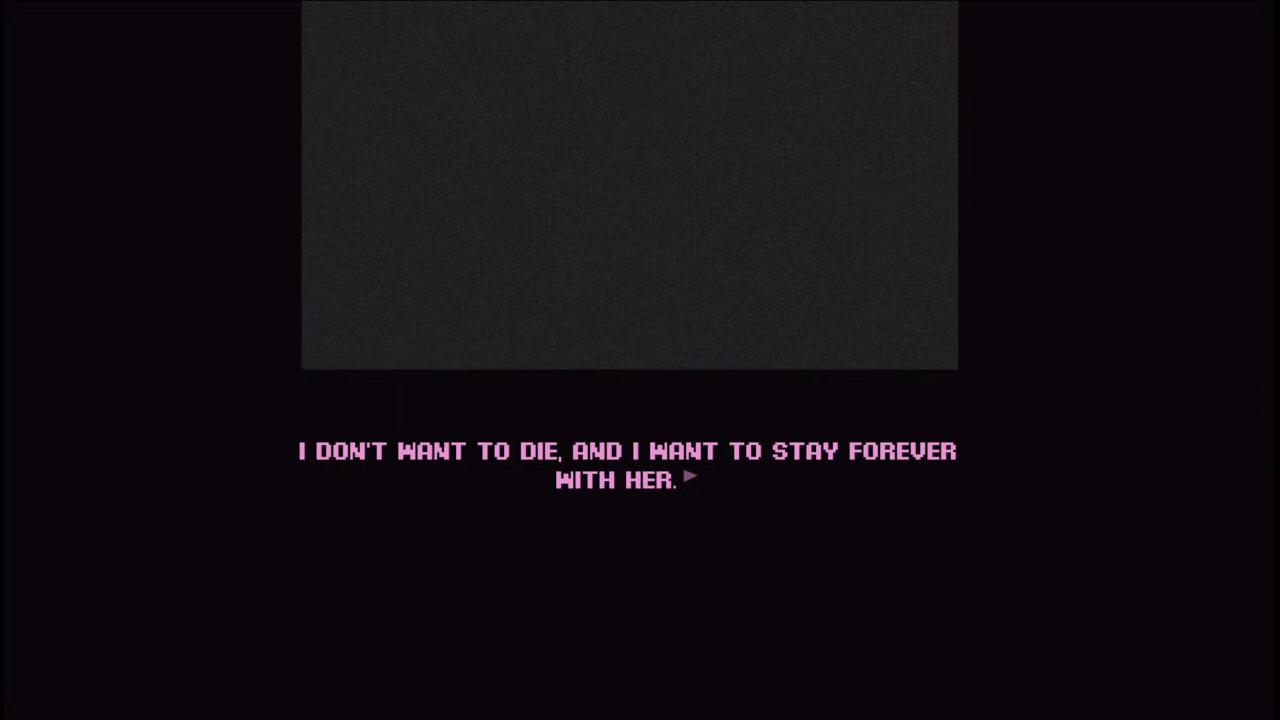 I DON'T WANT TO DIE, AND I WANT TO STAY FOREVER
WITH HER.